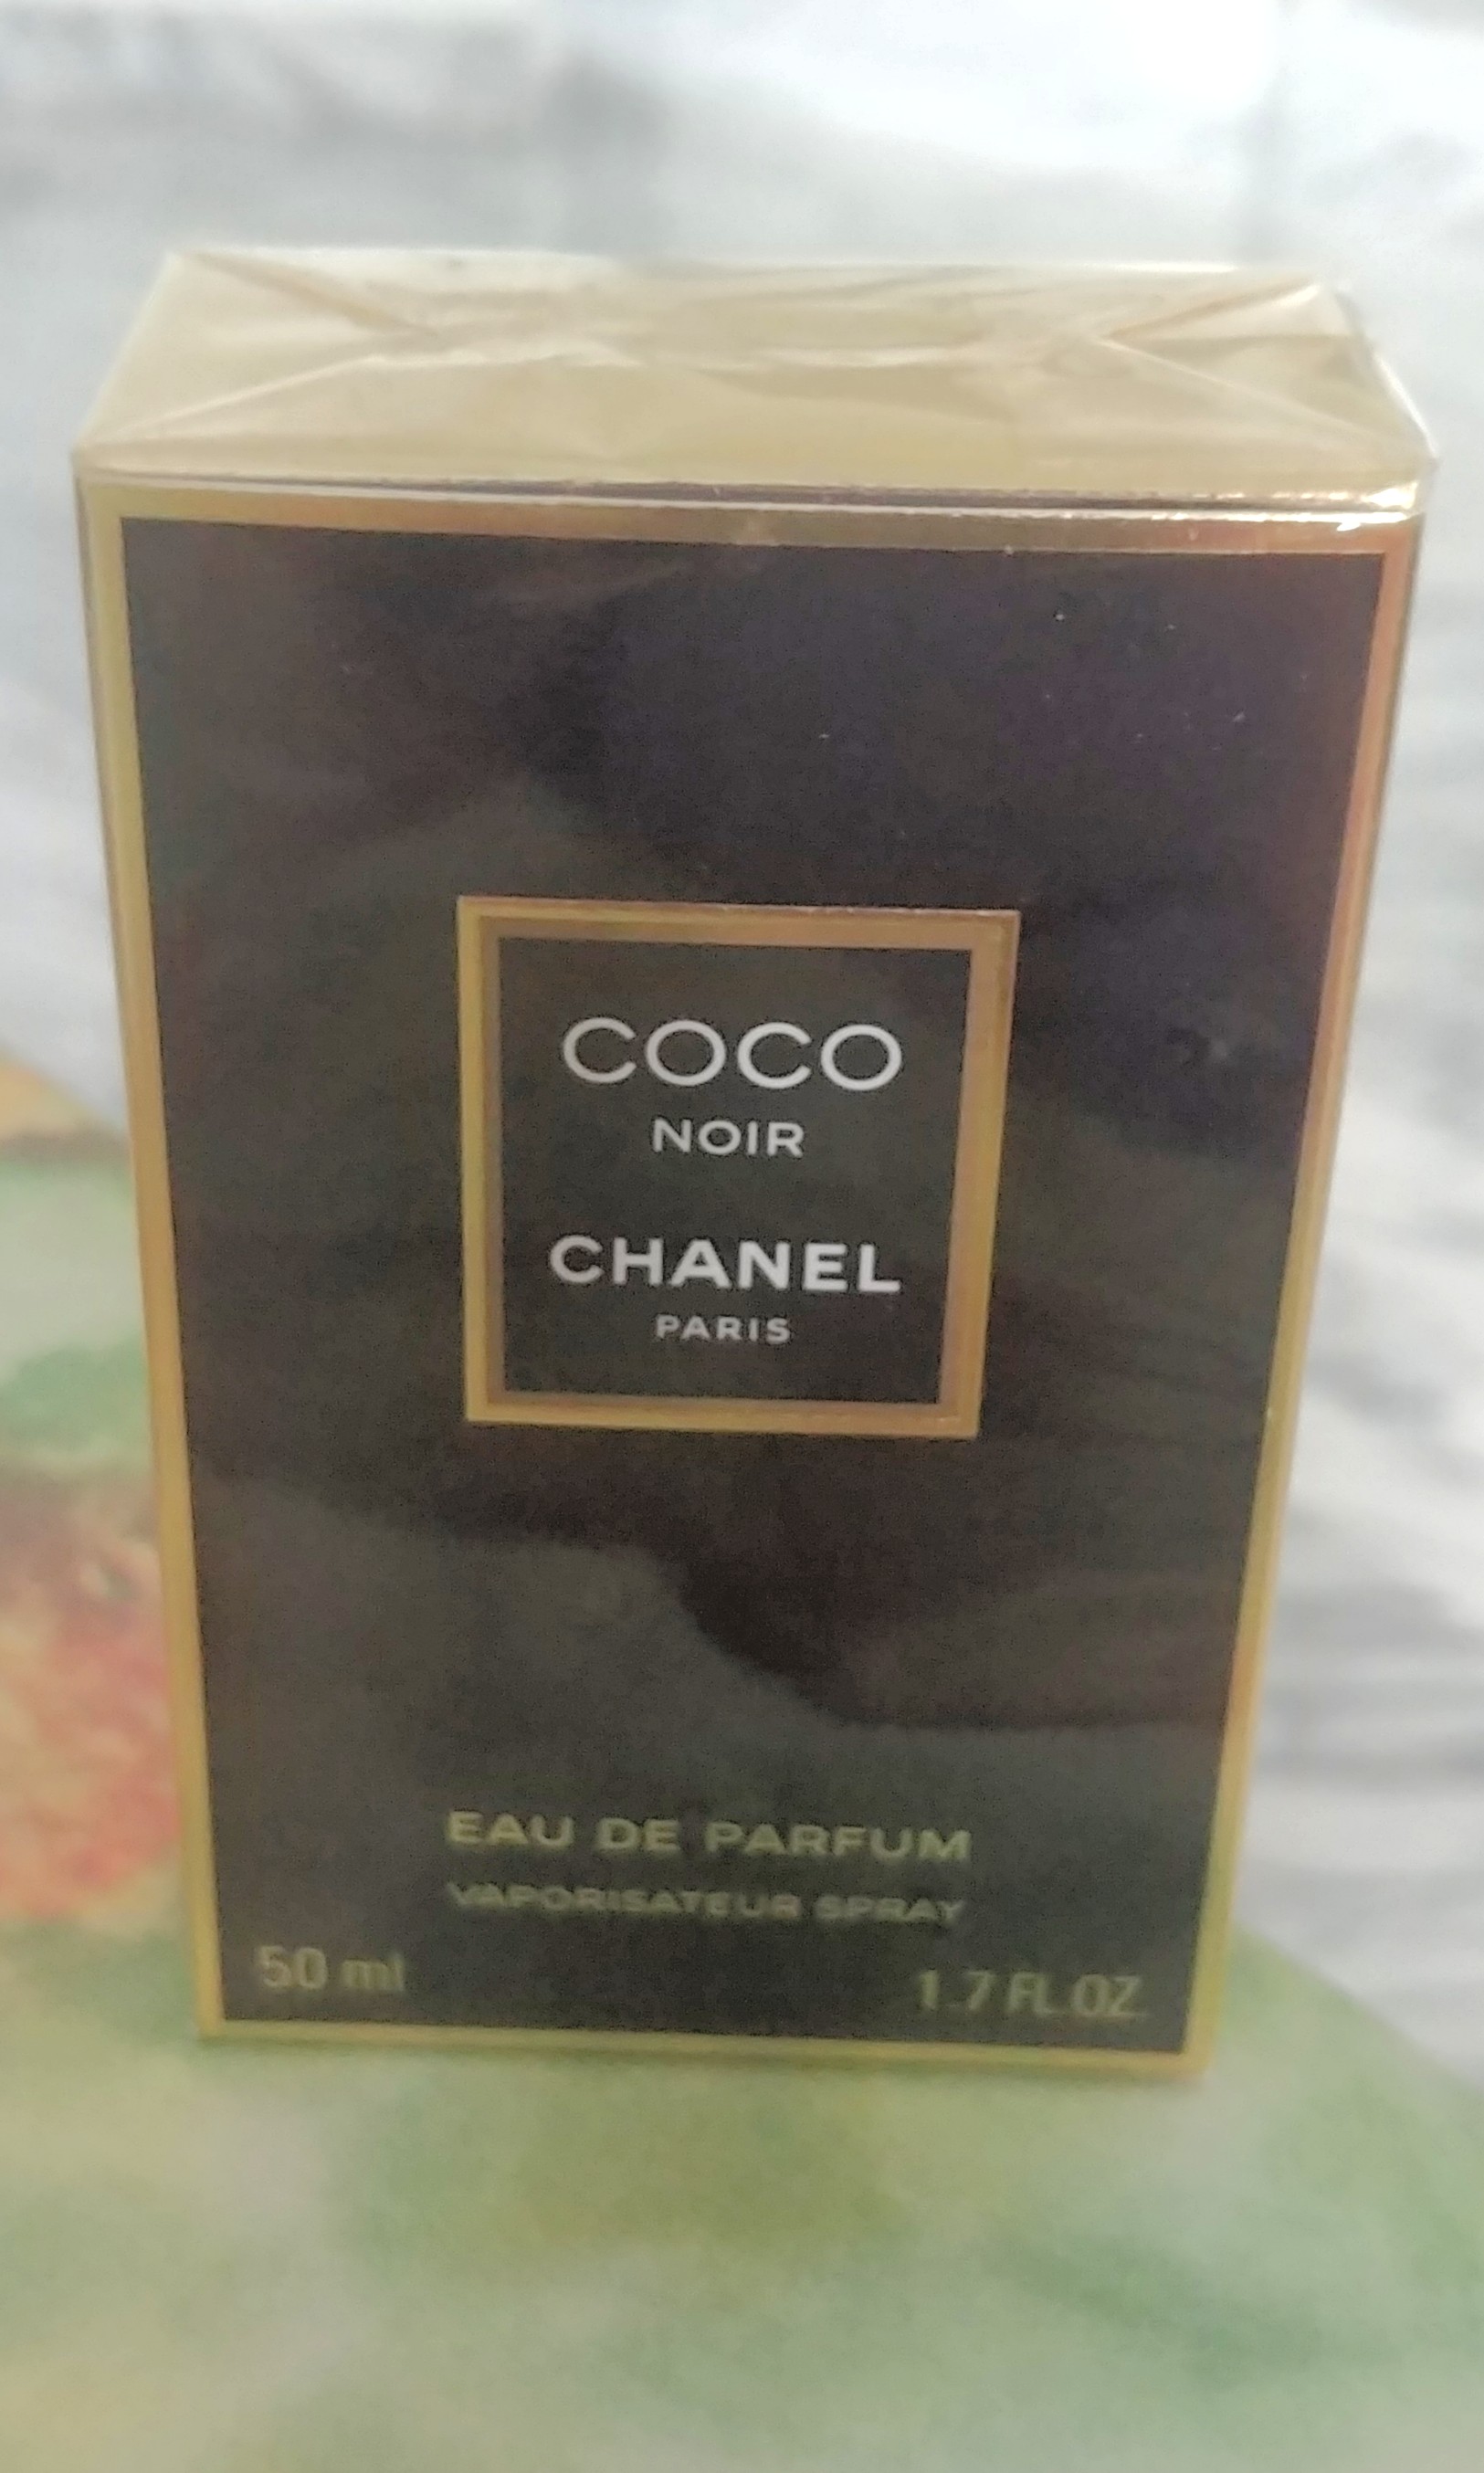 COCO
NOIR
CHANEL
PARIS
EAU DE PARFUM
VAPORISATEUR SPRAY
50 ml
1.7 FL.OZ.